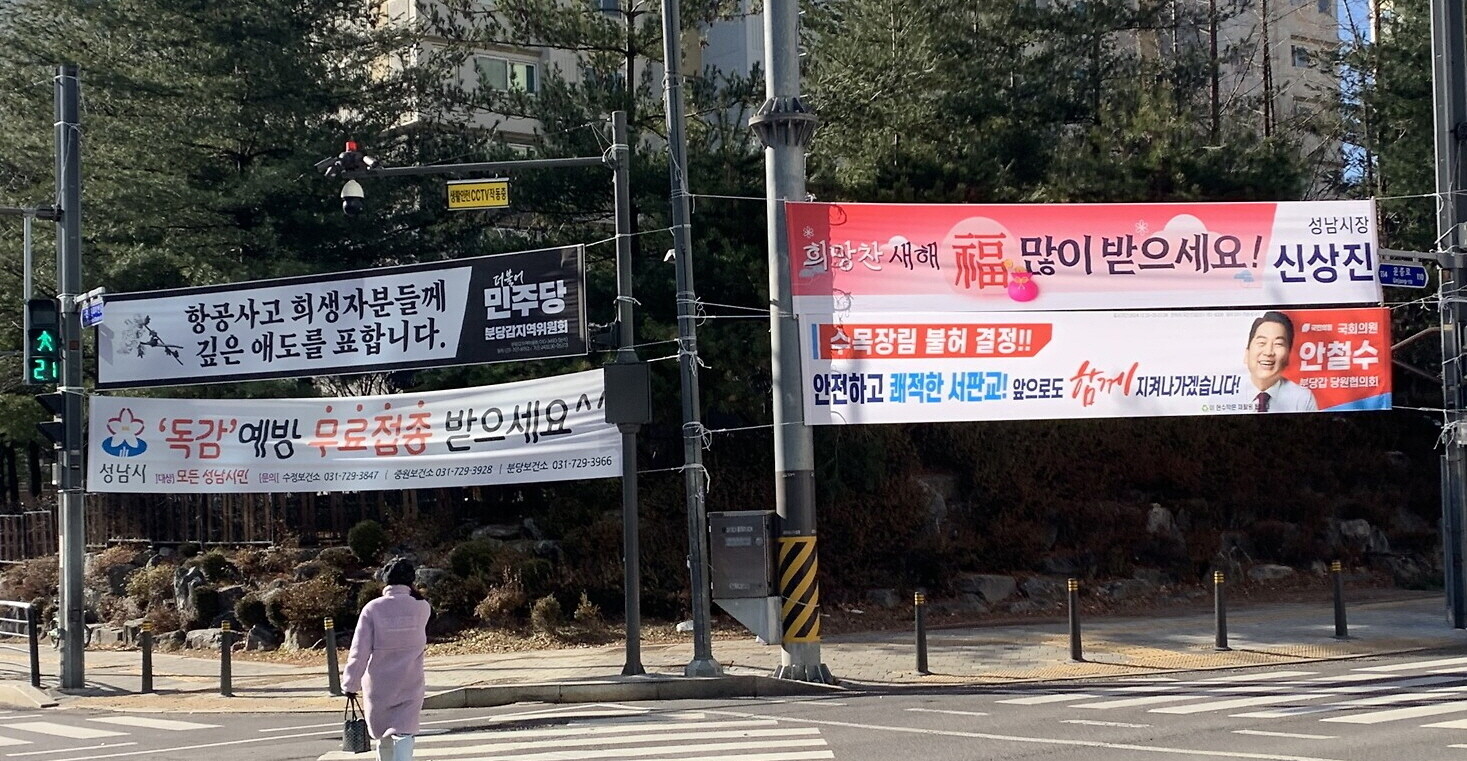 생활안전CCTV작동중
항공사고 희생자분들께
깊은 애도를 표합니다.
더불어
민주당
분당갑지역위원회
21
'독감'예방 무료접종 받으세요^^
성남시
[대상] 모든 성남시민 [문의] 수정보건소 031-729-3847 | 중원보건소 031-729-3928 | 분당보건소 031-729-3966
희망찬 새해 福 많이 받으세요!
성남시장
신상진
수목장림 불허 결정!!
안전하고 쾌적한 서판교! 앞으로도 함께 지켜나가겠습니다!
국민의힘 국회의원
안철수
분당갑 당원협의회
114 운중로 110